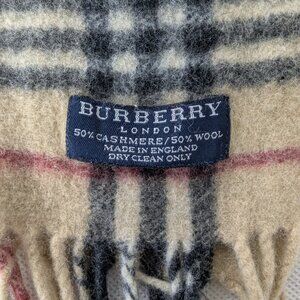 BURBERRY
LONDON
50% CASHMERE/50% WOOL
MADE IN ENGLAND
DRY CLEAN ONLY